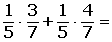 1/5 · 3/7 + 1/5 · 4/7 =